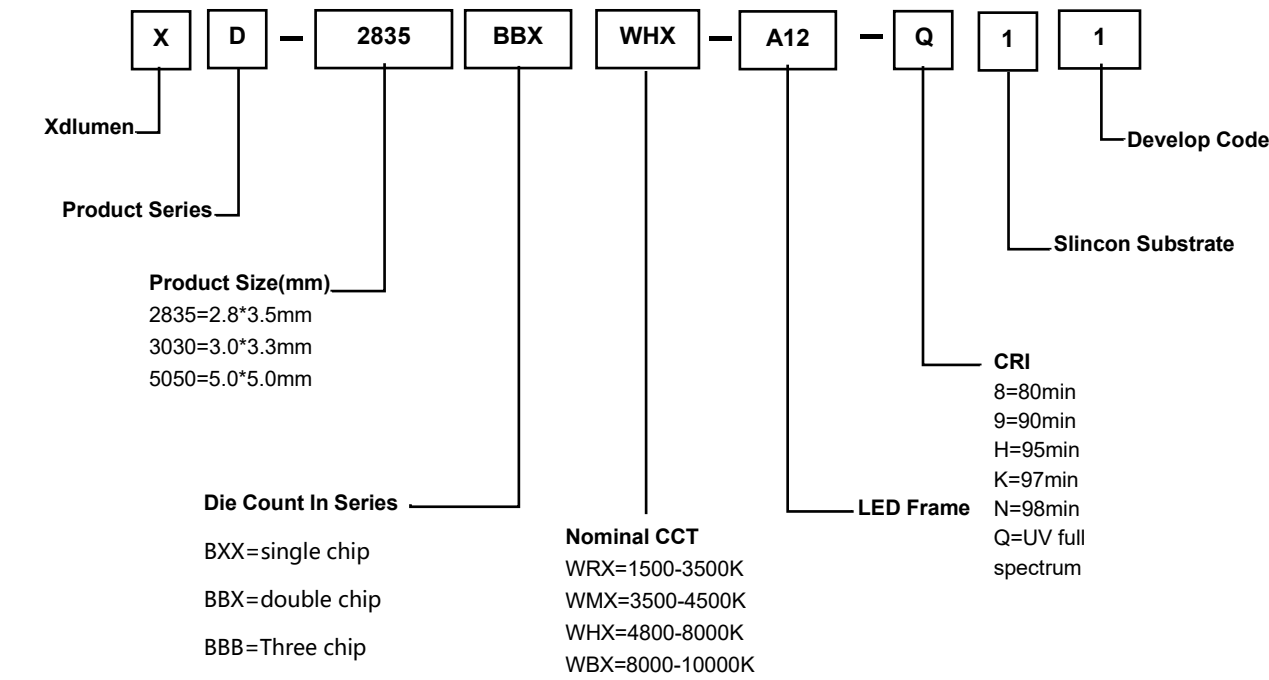 X D – 2835 BBX WHX – A12 – Q 1 1
Xdlumen
Develop Code
Product Series
Slincon Substrate
Product Size(mm)
2835=2.8*3.5mm
3030=3.0*3.3mm
5050=5.0*5.0mm
CRI
8=80min
9=90min
H=95min
K=97min
N=98min
Q=UV full
spectrum
Die Count In Series
BXX=single chip
BBX=double chip
BBB=Three chip
LED Frame
Nominal CCT
WRX=1500-3500K
WMX=3500-4500K
WHX=4800-8000K
WBX=8000-10000K